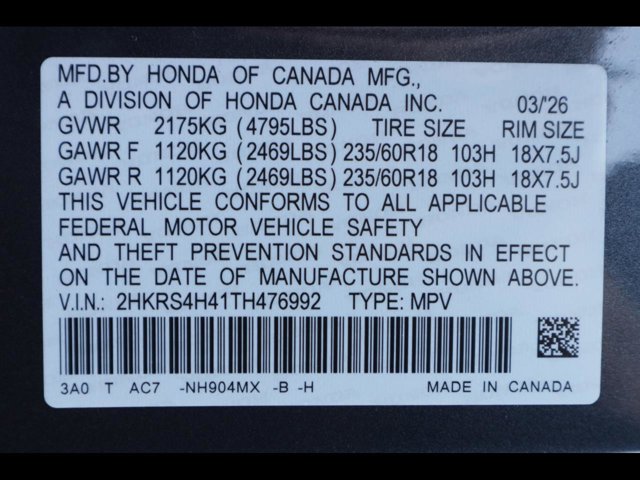 MFD.BY HONDA OF CANADA MFG.,
A DIVISION OF HONDA CANADA INC. 03/'26
GVWR 2175KG (4795LBS) TIRE SIZE RIM SIZE
GAWR F 1120KG (2469LBS) 235/60R18 103H 18X7.5J
GAWR R 1120KG (2469LBS) 235/60R18 103H 18X7.5J
THIS VEHICLE CONFORMS TO ALL APPLICABLE
FEDERAL MOTOR VEHICLE SAFETY
AND THEFT PREVENTION STANDARDS IN EFFECT
ON THE DATE OF MANUFACTURE SHOWN ABOVE.
V.I.N.: 2HKRS4H41TH476992 TYPE: MPV
3A0 T AC7 -NH904MX -B -H MADE IN CANADA